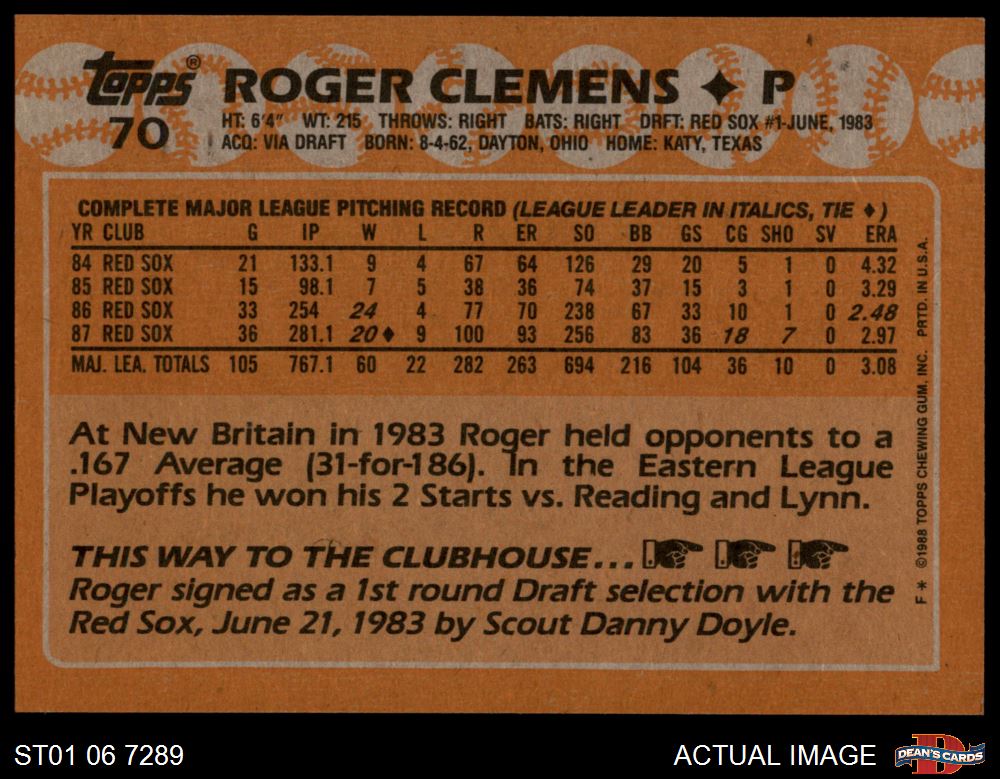 topps® ROGER CLEMENS ✦ P
70 HT: 6'4" WT: 215 THROWS: RIGHT BATS: RIGHT DRFT: RED SOX #1-JUNE, 1983
ACQ: VIA DRAFT BORN: 8-4-62, DAYTON, OHIO HOME: KATY, TEXAS
COMPLETE MAJOR LEAGUE PITCHING RECORD (LEAGUE LEADER IN ITALICS, TIE ♦)
YR CLUB G IP W L R ER SO BB GS CG SHO SV ERA
84 RED SOX 21 133.1 9 4 67 64 126 29 20 5 1 0 4.32
85 RED SOX 15 98.1 7 5 38 36 74 37 15 3 1 0 3.29
86 RED SOX 33 254 24 4 77 70 238 67 33 10 1 0 2.48
87 RED SOX 36 281.1 20♦ 9 100 93 256 83 36 18 7 0 2.97
MAJ. LEA. TOTALS 105 767.1 60 22 282 263 694 216 104 36 10 0 3.08
At New Britain in 1983 Roger held opponents to a
.167 Average (31-for-186). In the Eastern League
Playoffs he won his 2 Starts vs. Reading and Lynn.
THIS WAY TO THE CLUBHOUSE...
Roger signed as a 1st round Draft selection with the
Red Sox, June 21, 1983 by Scout Danny Doyle.
F * ©1988 TOPPS CHEWING GUM, INC. PRTD. IN U.S.A.
ST01 06 7289 ACTUAL IMAGE D DEAN'S CARDS